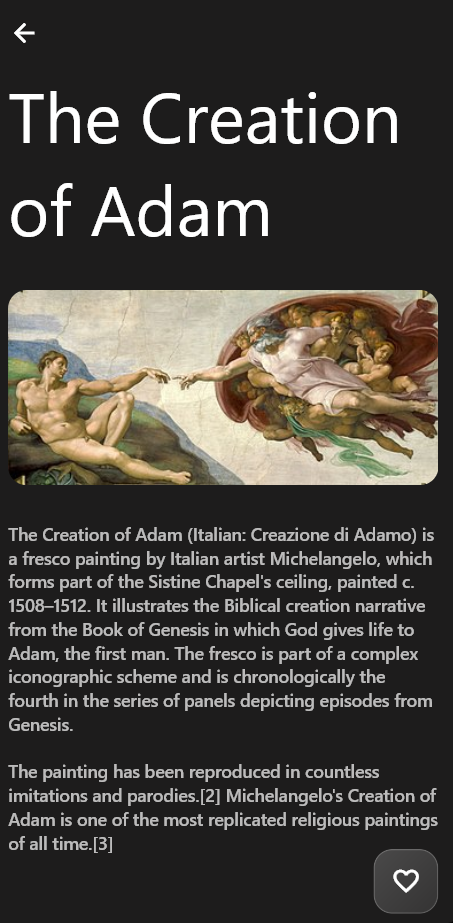 The Creation
of Adam
The Creation of Adam (Italian: Creazione di Adamo) is
a fresco painting by Italian artist Michelangelo, which
forms part of the Sistine Chapel's ceiling, painted c.
1508–1512. It illustrates the Biblical creation narrative
from the Book of Genesis in which God gives life to
Adam, the first man. The fresco is part of a complex
iconographic scheme and is chronologically the
fourth in the series of panels depicting episodes from
Genesis.
The painting has been reproduced in countless
imitations and parodies.[2] Michelangelo's Creation of
Adam is one of the most replicated religious paintings
of all time.[3]